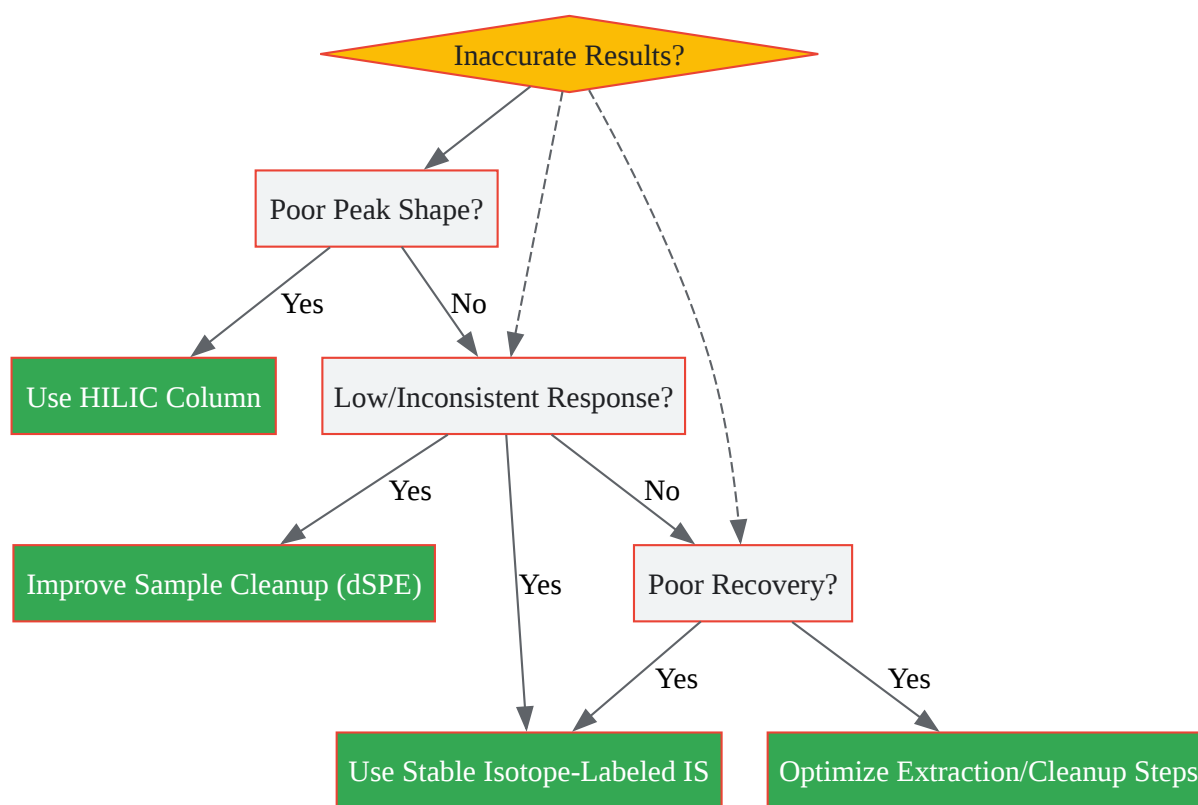 Inaccurate Results?
Poor Peak Shape?
Yes
No
Use HILIC Column
Low/Inconsistent Response?
Yes
No
Improve Sample Cleanup (dSPE)
Yes
Poor Recovery?
Yes
Yes
Use Stable Isotope-Labeled IS
Optimize Extraction/Cleanup Steps